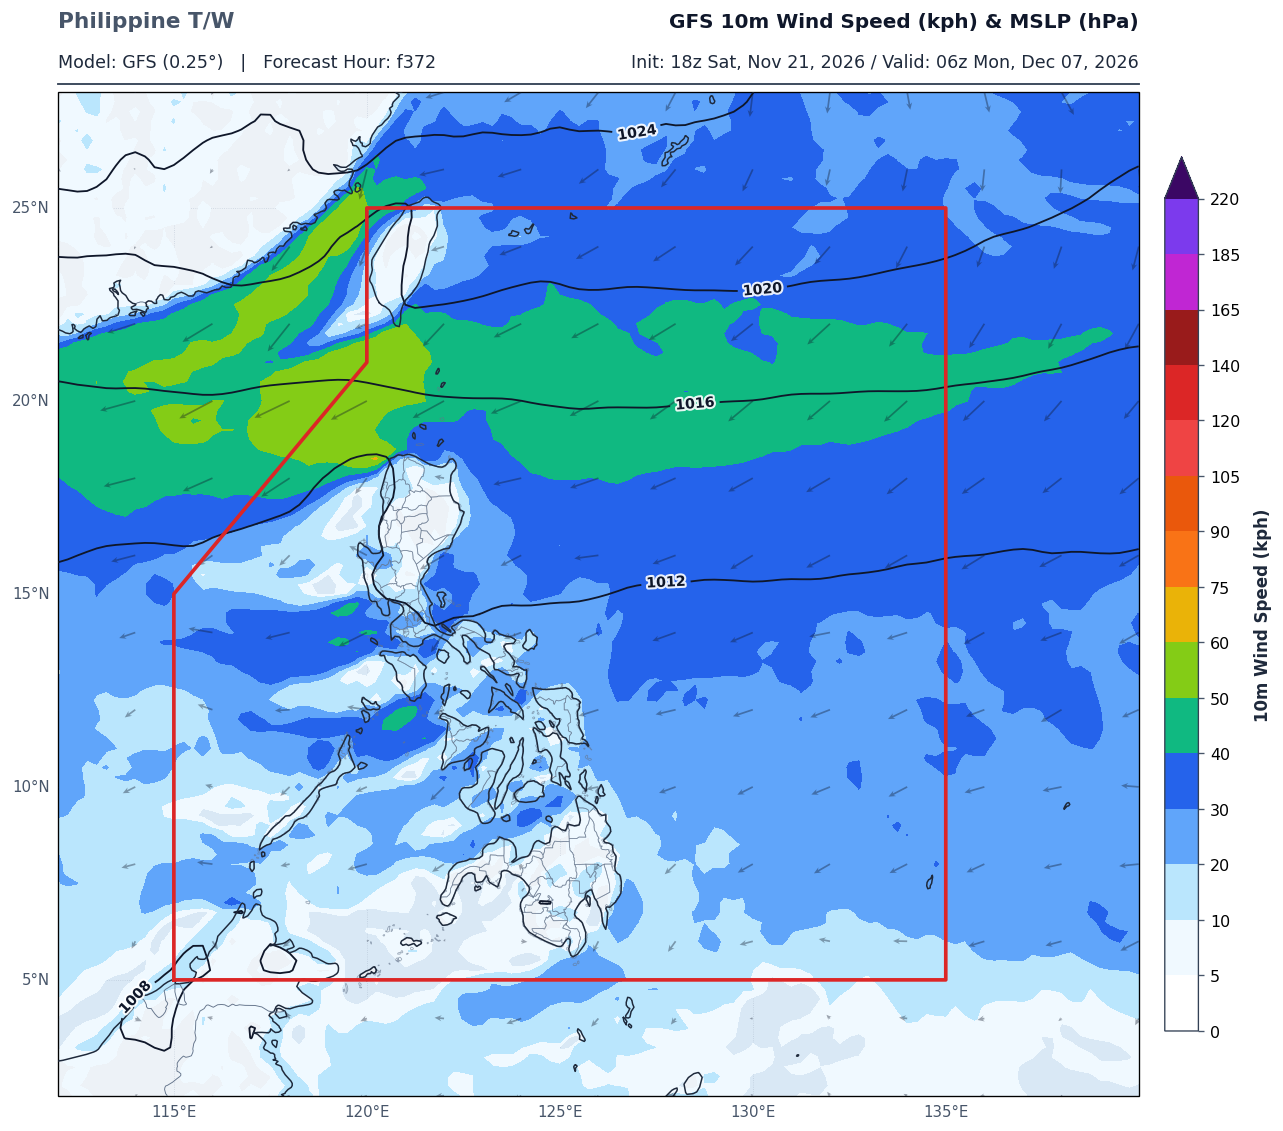 Philippine T/W
GFS 10m Wind Speed (kph) & MSLP (hPa)
Model: GFS (0.25°)   |   Forecast Hour: f372
Init: 18z Sat, Nov 21, 2026 / Valid: 06z Mon, Dec 07, 2026
1024
1020
1016
1012
1008
25°N
20°N
15°N
10°N
5°N
115°E
120°E
125°E
130°E
135°E
220
185
165
140
120
105
90
75
60
50
40
30
20
10
5
0
10m Wind Speed (kph)